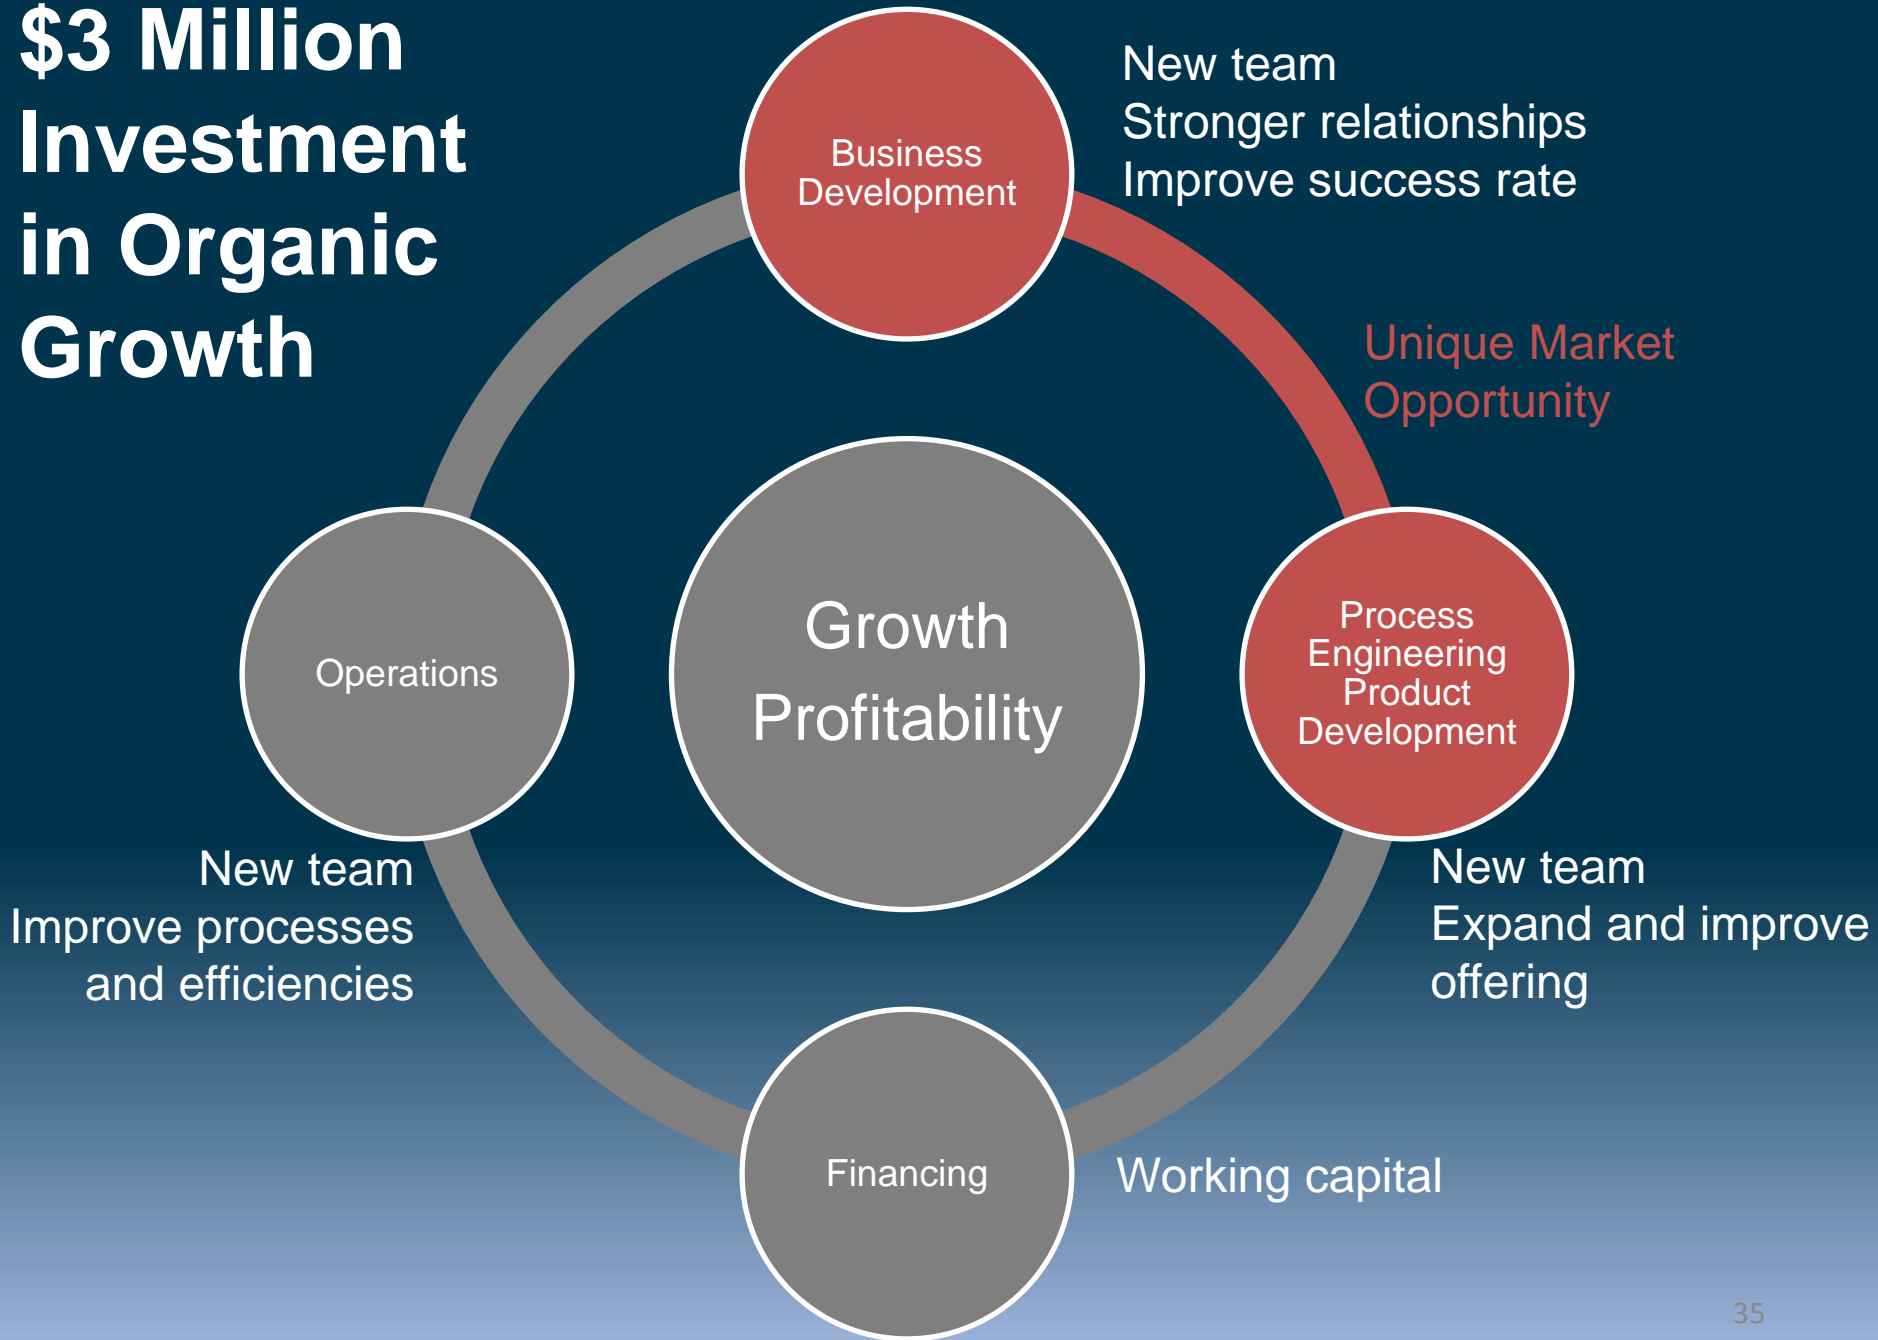 $3 Million
Investment
in Organic
Growth
Business
Development
New team
Stronger relationships
Improve success rate
Unique Market
Opportunity
Operations
Growth
Profitability
Process
Engineering
Product
Development
New team
Improve processes
and efficiencies
New team
Expand and improve
offering
Financing
Working capital
35